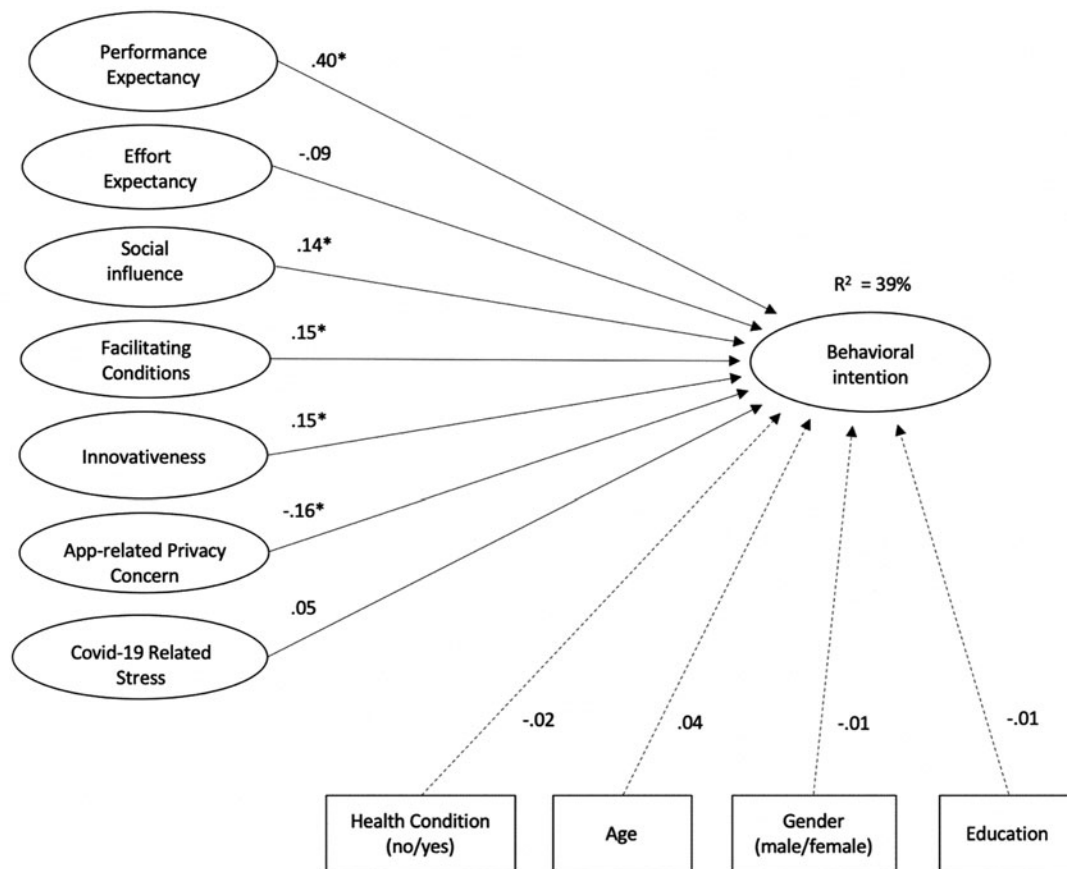 Performance
Expectancy
.40*
Effort
Expectancy
-.09
Social
influence
.14*
Facilitating
Conditions
.15*
Innovativeness
.15*
App-related Privacy
Concern
-.16*
Covid-19 Related
Stress
.05
R² = 39%
Behavioral
intention
-.02
.04
-.01
-.01
Health Condition
(no/yes)
Age
Gender
(male/female)
Education